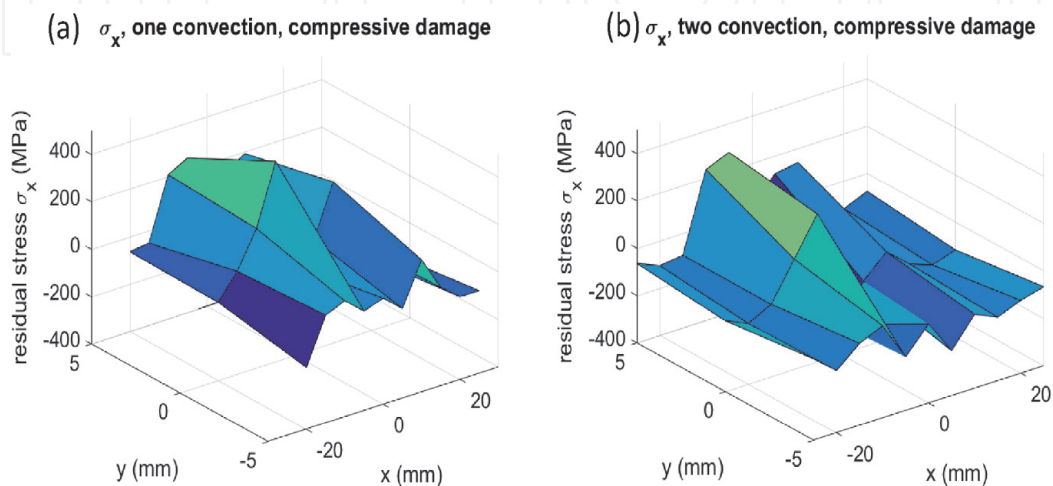 (a) σx, one convection, compressive damage
residual stress σx (MPa)
400
200
0
-200
-400
5
0
-5
y (mm)
-20
0
20
x (mm)
(b) σx, two convection, compressive damage
residual stress σx (MPa)
400
200
0
-200
-400
5
0
-5
y (mm)
-20
0
20
x (mm)